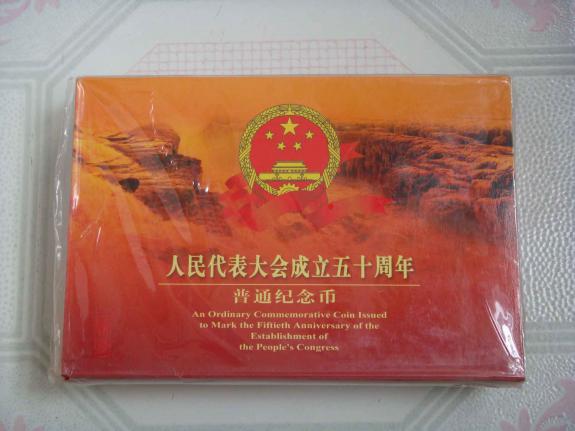 人民代表大会成立五十周年
普通纪念币
An Ordinary Commemorative Coin Issued
to Mark the Fiftieth Anniversary of the
Establishment of
the People's Congress